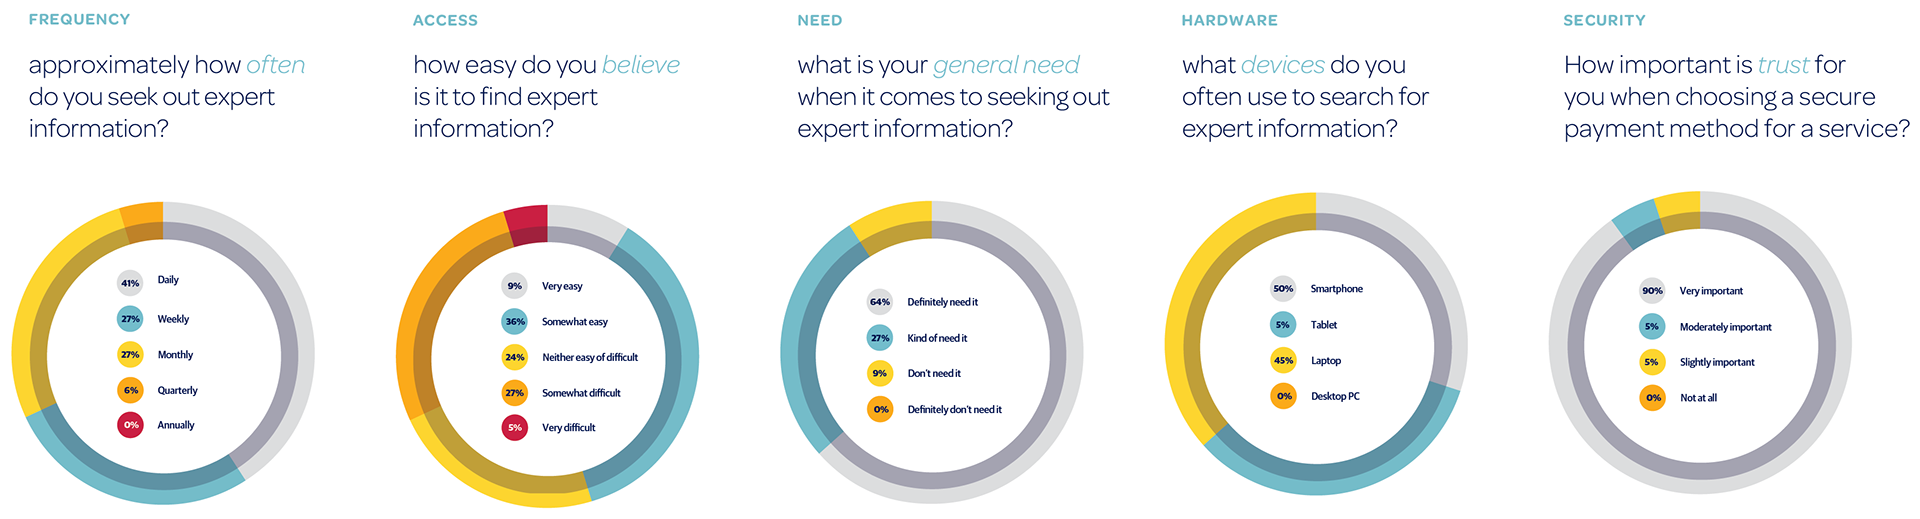 FREQUENCY
approximately how often
do you seek out expert
information?
41% Daily
27% Weekly
27% Monthly
6% Quarterly
0% Annually
ACCESS
how easy do you believe
is it to find expert
information?
9% Very easy
36% Somewhat easy
24% Neither easy of difficult
27% Somewhat difficult
5% Very difficult
NEED
what is your general need
when it comes to seeking out
expert information?
64% Definitely need it
27% Kind of need it
9% Don't need it
0% Definitely don't need it
HARDWARE
what devices do you
often use to search for
expert information?
50% Smartphone
5% Tablet
45% Laptop
0% Desktop PC
SECURITY
How important is trust for
you when choosing a secure
payment method for a service?
90% Very important
5% Moderately important
5% Slightly important
0% Not at all